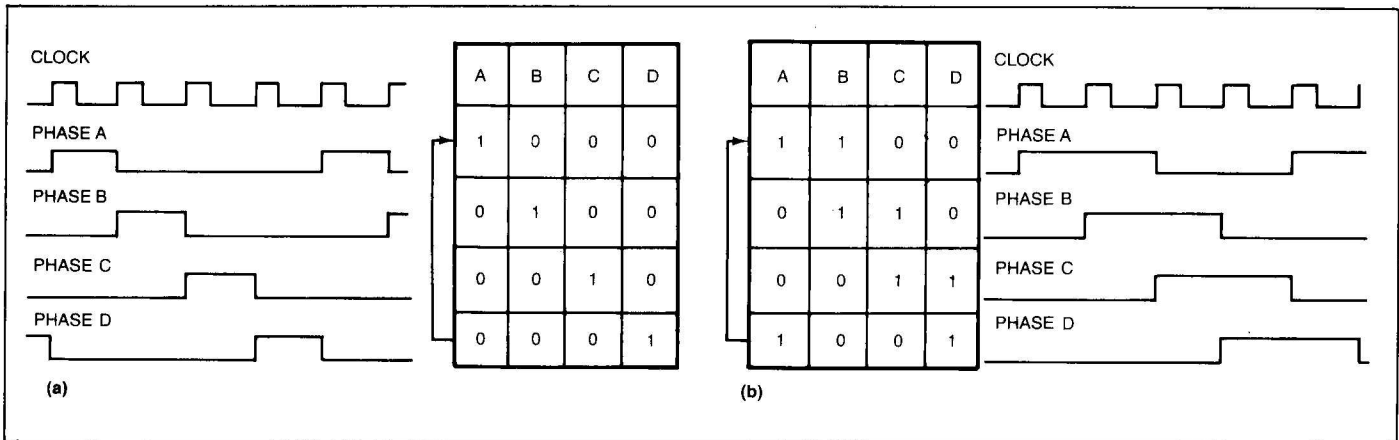 CLOCK
PHASE A
PHASE B
PHASE C
PHASE D
(a)
A B C D
1 0 0 0
0 1 0 0
0 0 1 0
0 0 0 1
A B C D
1 1 0 0
0 1 1 0
0 0 1 1
1 0 0 1
(b)
CLOCK
PHASE A
PHASE B
PHASE C
PHASE D